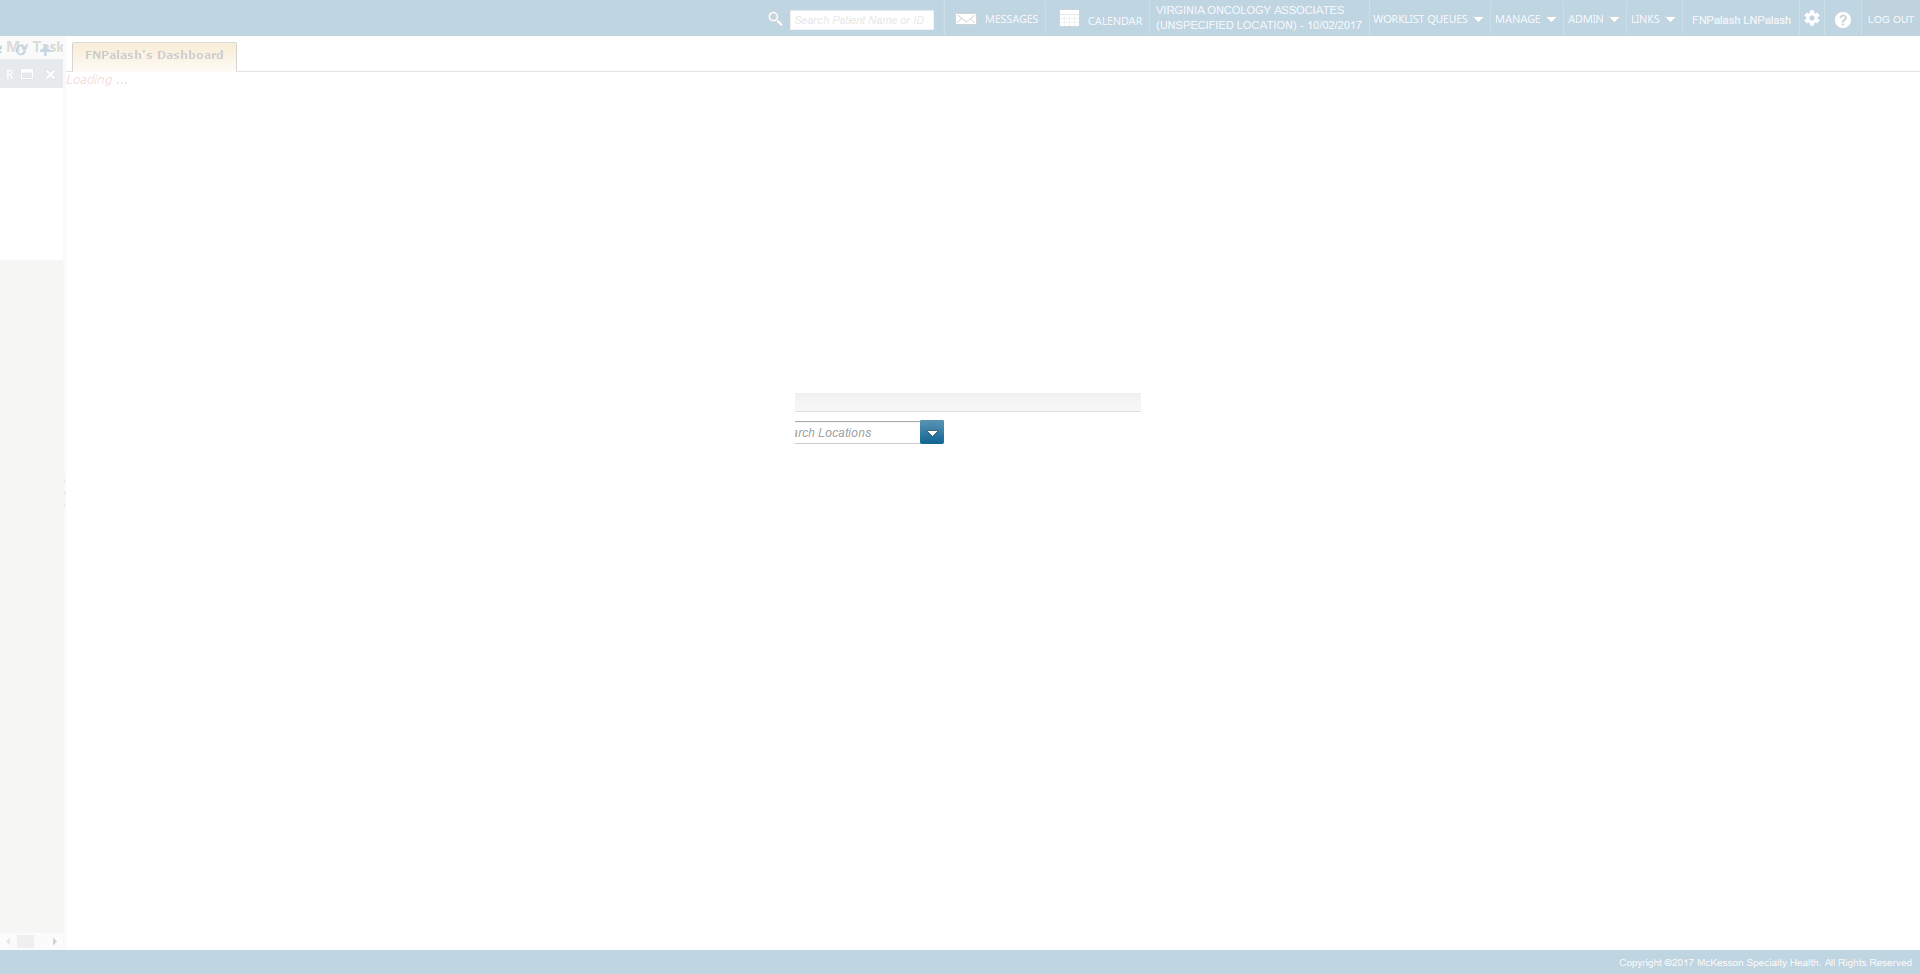 Search Patient Name or ID
MESSAGES
CALENDAR
VIRGINIA ONCOLOGY ASSOCIATES
(UNSPECIFIED LOCATION) - 10/02/2017
WORKLIST QUEUES
MANAGE
ADMIN
LINKS
FNPalash LNPalash
?
LOG OUT
My Task
FNPalash's Dashboard
R
Loading ...
arch Locations
Copyright ©2017 McKesson Specialty Health. All Rights Reserved